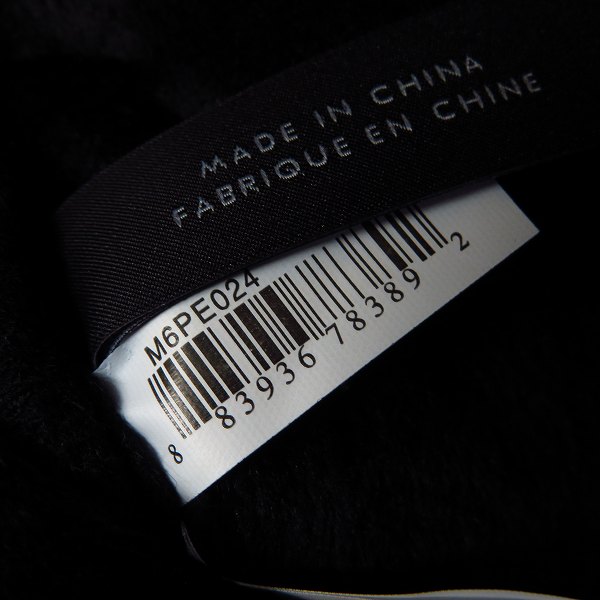 MADE IN CHINA
FABRIQUE EN CHINE
M6PE024
8 83936 78389 2